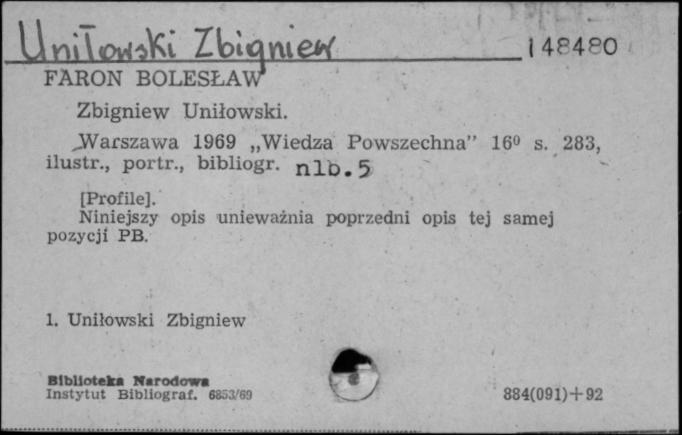 Uniłowski Zbigniew
148480
FARON BOLESŁAW
Zbigniew Uniłowski.
Warszawa 1969 „Wiedza Powszechna” 16⁰ s. 283,
ilustr., portr., bibliogr. nlb.5
[Profile].
Niniejszy opis unieważnia poprzedni opis tej samej
pozycji PB.
1. Uniłowski Zbigniew
Biblioteka Narodowa
Instytut Bibliograf. 6853/69
884(091)+92